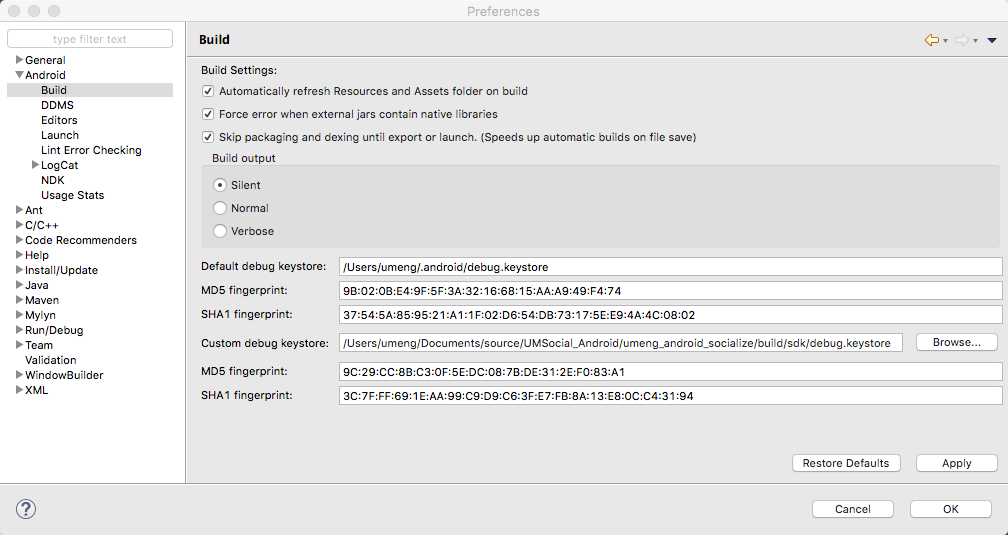 Preferences
type filter text
General
Android
Build
DDMS
Editors
Launch
Lint Error Checking
LogCat
NDK
Usage Stats
Ant
C/C++
Code Recommenders
Help
Install/Update
Java
Maven
Mylyn
Run/Debug
Team
Validation
WindowBuilder
XML
Build
Build Settings:
Automatically refresh Resources and Assets folder on build
Force error when external jars contain native libraries
Skip packaging and dexing until export or launch. (Speeds up automatic builds on file save)
Build output
Silent
Normal
Verbose
Default debug keystore: /Users/umeng/.android/debug.keystore
MD5 fingerprint: 9B:02:0B:E4:9F:5F:3A:32:16:68:15:AA:A9:49:F4:74
SHA1 fingerprint: 37:54:5A:85:95:21:A1:1F:02:D6:54:DB:73:17:5E:E9:4A:4C:08:02
Custom debug keystore: /Users/umeng/Documents/source/UMSocial_Android/umeng_android_socialize/build/sdk/debug.keystore Browse...
MD5 fingerprint: 9C:29:CC:8B:C3:0F:5E:DC:08:7B:DE:31:2E:F0:83:A1
SHA1 fingerprint: 3C:7F:FF:69:1E:AA:99:C9:D9:C6:3F:E7:FB:8A:13:E8:0C:C4:31:94
Restore Defaults Apply
? Cancel OK